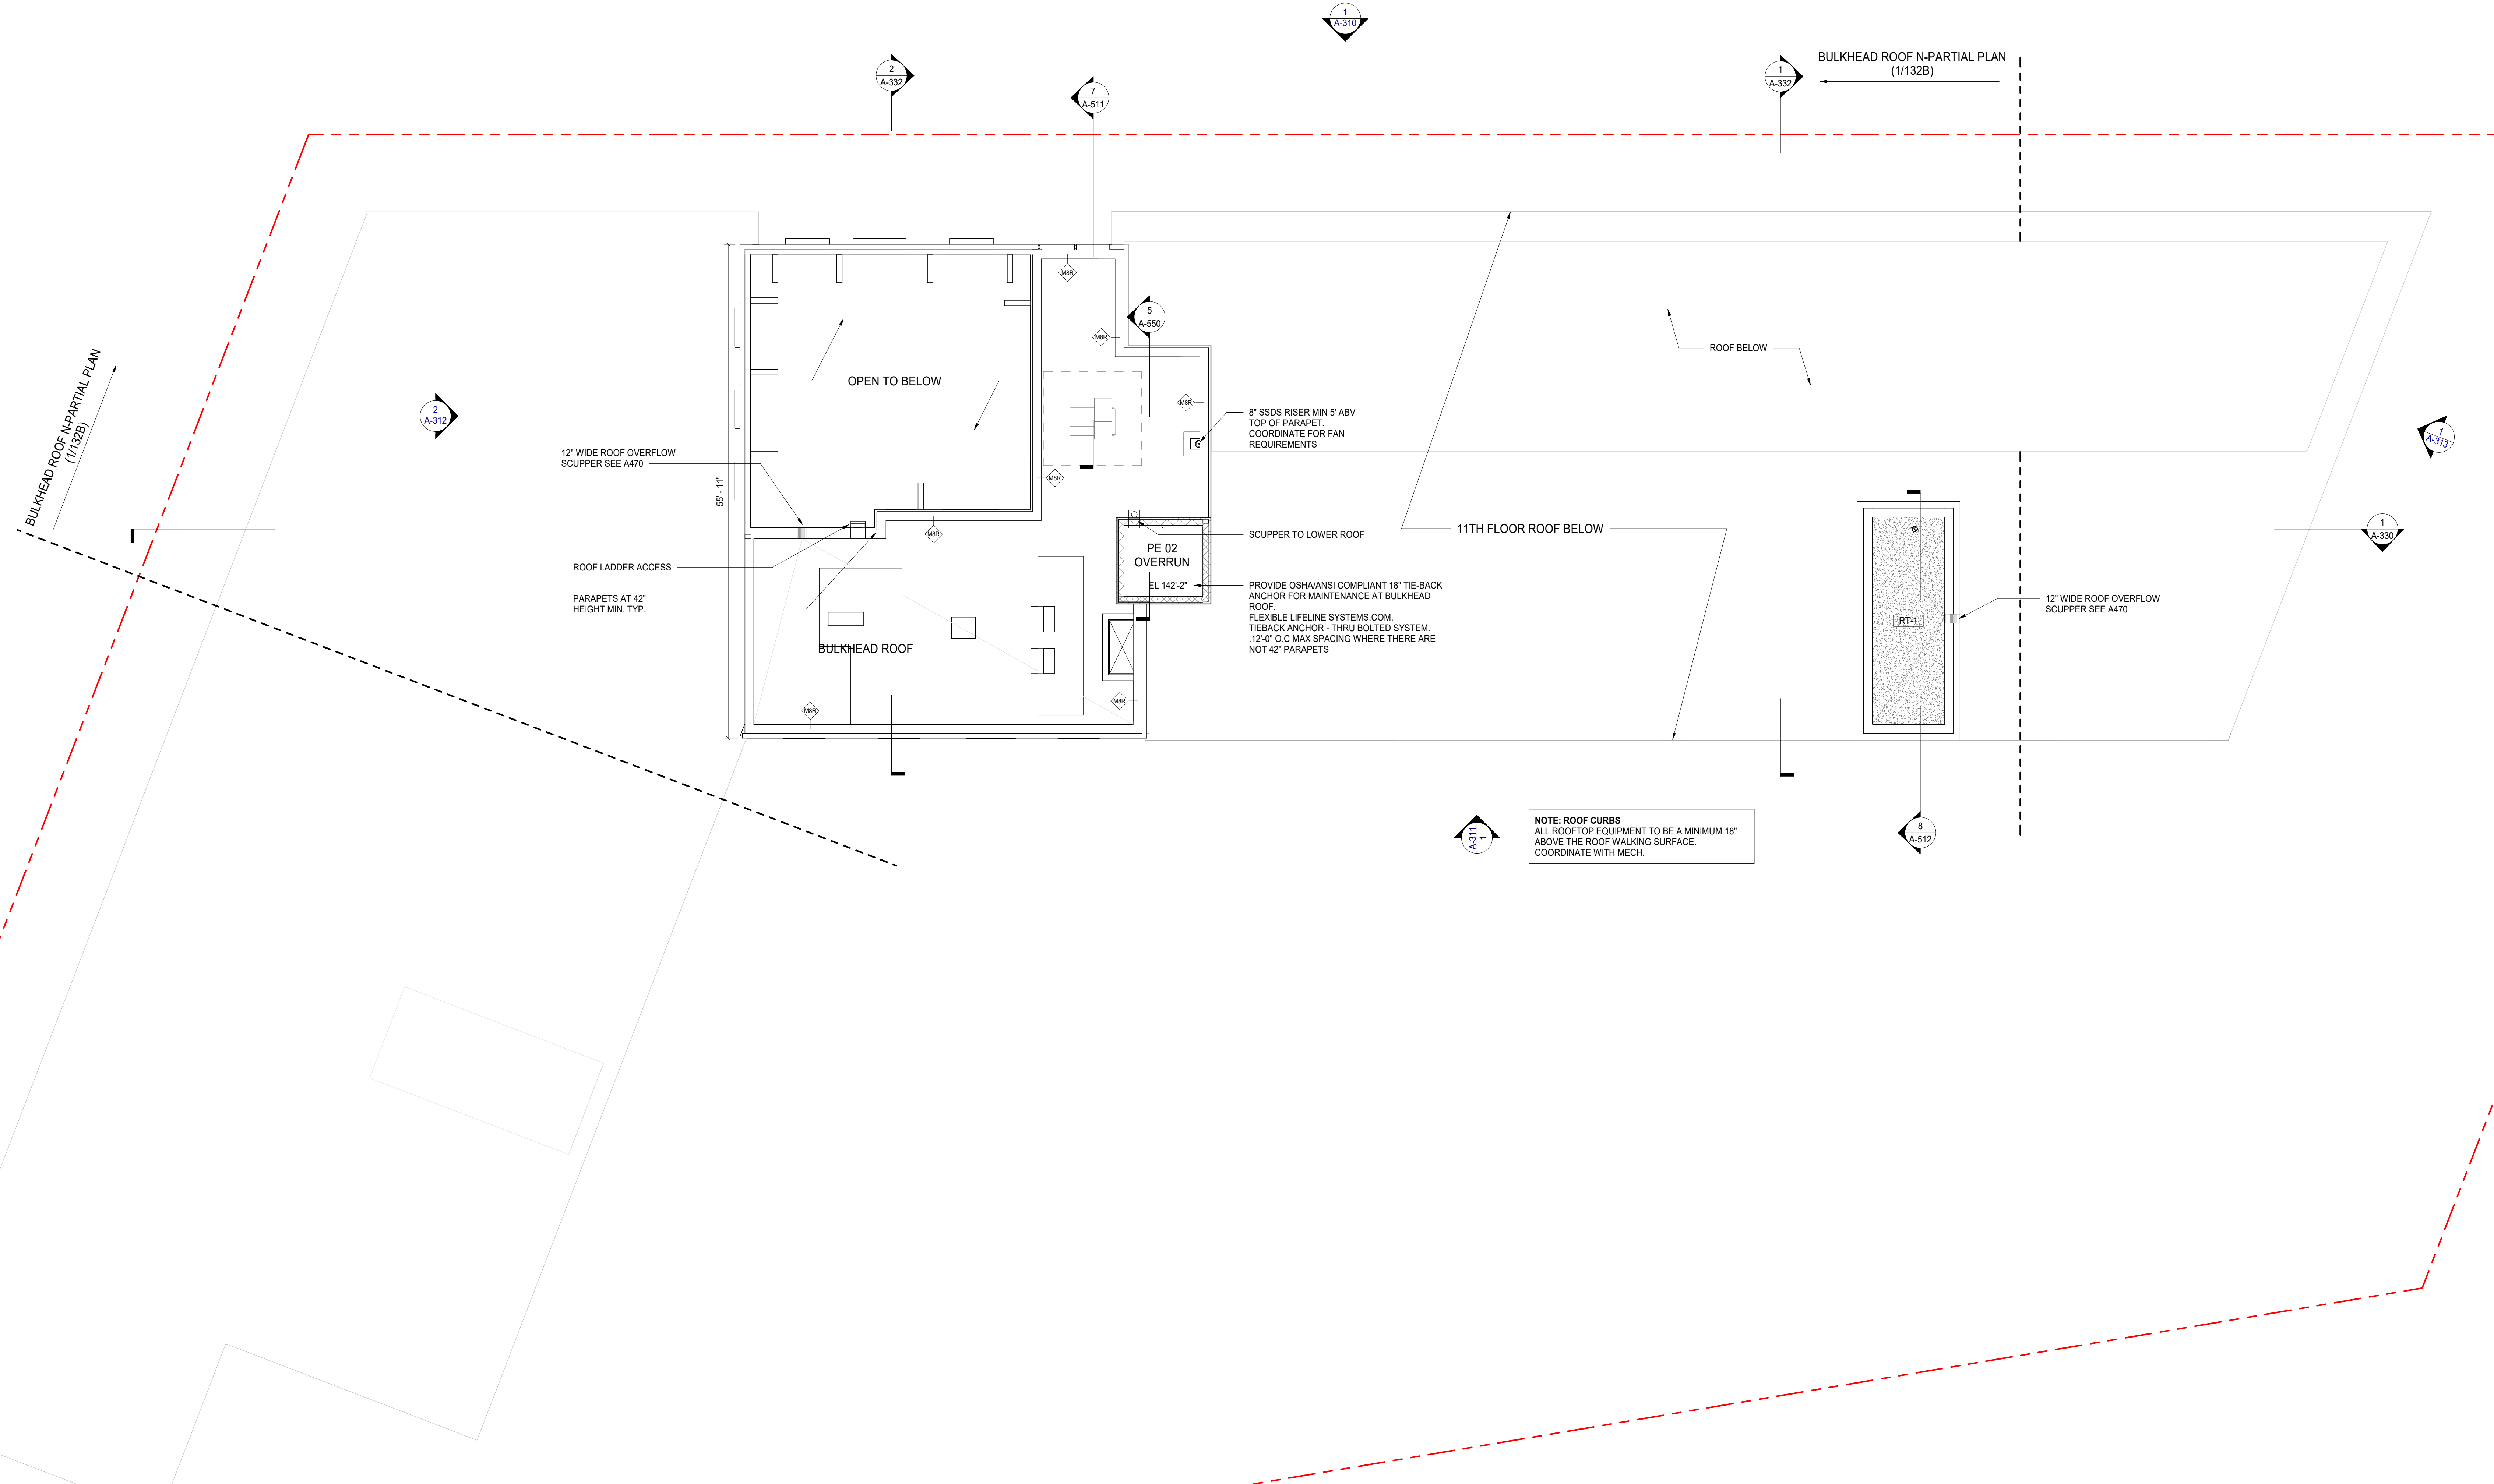 1
A-310
BULKHEAD ROOF N-PARTIAL PLAN
(1/132B)
2
A-332
7
A-511
1
A-332
M8R
5
A-550
M8R
ROOF BELOW
BULKHEAD ROOF N-PARTIAL PLAN
(1/132B)
OPEN TO BELOW
2
A-312
M8R
8" SSDS RISER MIN 5' ABV
TOP OF PARAPET.
COORDINATE FOR FAN
REQUIREMENTS
1
A-313
12" WIDE ROOF OVERFLOW
SCUPPER SEE A470
M8R
55' - 11"
M8R
SCUPPER TO LOWER ROOF
11TH FLOOR ROOF BELOW
1
A-330
PE 02
OVERRUN
EL 142'-2"
ROOF LADDER ACCESS
PARAPETS AT 42"
HEIGHT MIN. TYP.
PROVIDE OSHA/ANSI COMPLIANT 18" TIE-BACK
ANCHOR FOR MAINTENANCE AT BULKHEAD
ROOF.
FLEXIBLE LIFELINE SYSTEMS.COM.
TIEBACK ANCHOR - THRU BOLTED SYSTEM.
.12'-0" O.C MAX SPACING WHERE THERE ARE
NOT 42" PARAPETS
12" WIDE ROOF OVERFLOW
SCUPPER SEE A470
RT-1
BULKHEAD ROOF
M8R
M8R
1
A-311
NOTE: ROOF CURBS
ALL ROOFTOP EQUIPMENT TO BE A MINIMUM 18"
ABOVE THE ROOF WALKING SURFACE.
COORDINATE WITH MECH.
8
A-512